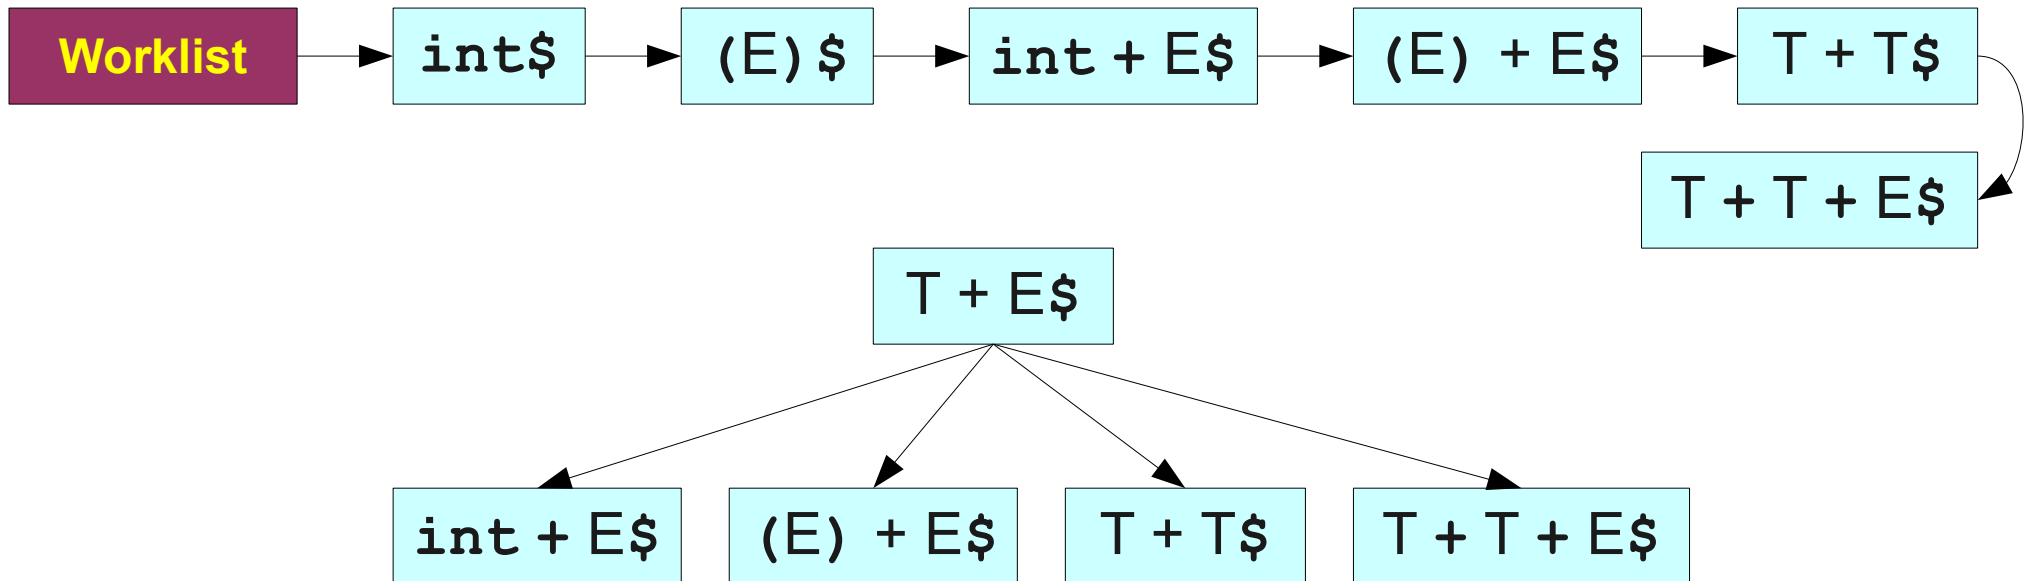 Worklist int$ (E)$ int + E$ (E) + E$ T + T$
T + T + E$
T + E$
int + E$ (E) + E$ T + T$ T + T + E$